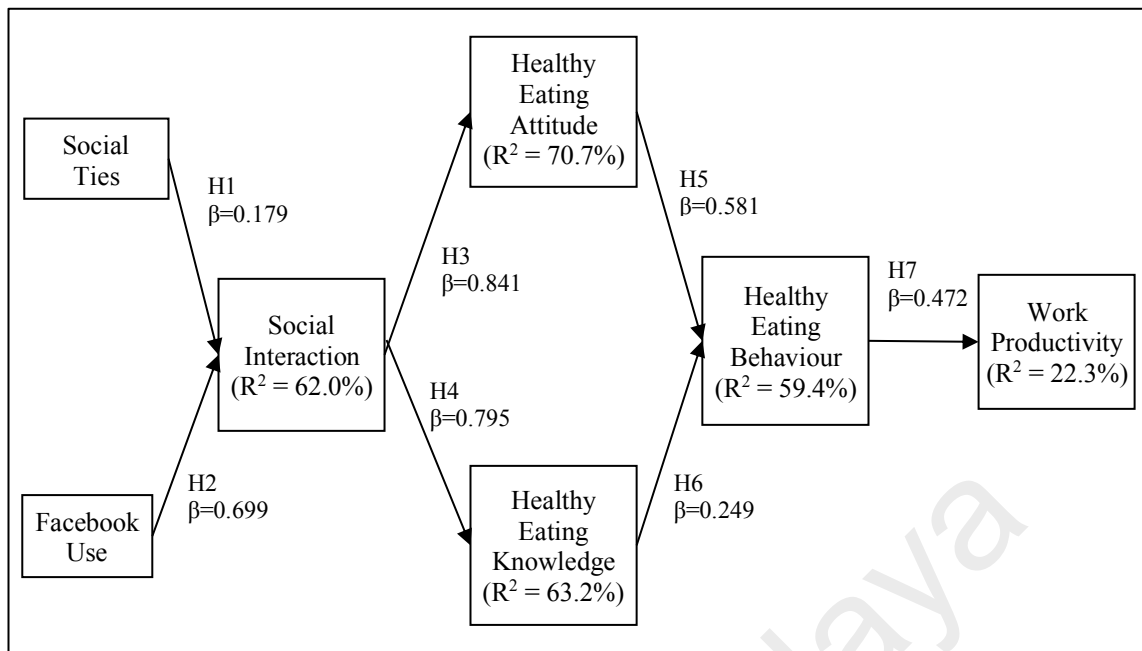 Social
Ties
H1
β=0.179
Facebook
Use
H2
β=0.699
Social
Interaction
(R² = 62.0%)
H3
β=0.841
H4
β=0.795
Healthy
Eating
Attitude
(R² = 70.7%)
Healthy
Eating
Knowledge
(R² = 63.2%)
H5
β=0.581
H6
β=0.249
Healthy
Eating
Behaviour
(R² = 59.4%)
H7
β=0.472
Work
Productivity
(R² = 22.3%)
laya